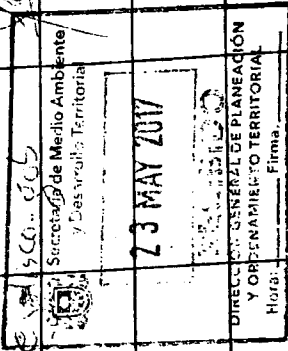 Secretaría de Medio Ambiente
y Desarrollo Territorial
23 MAY 2017
DIRECCIÓN GENERAL DE PLANEACIÓN
Y ORDENAMIENTO TERRITORIAL
Hora: Firma.